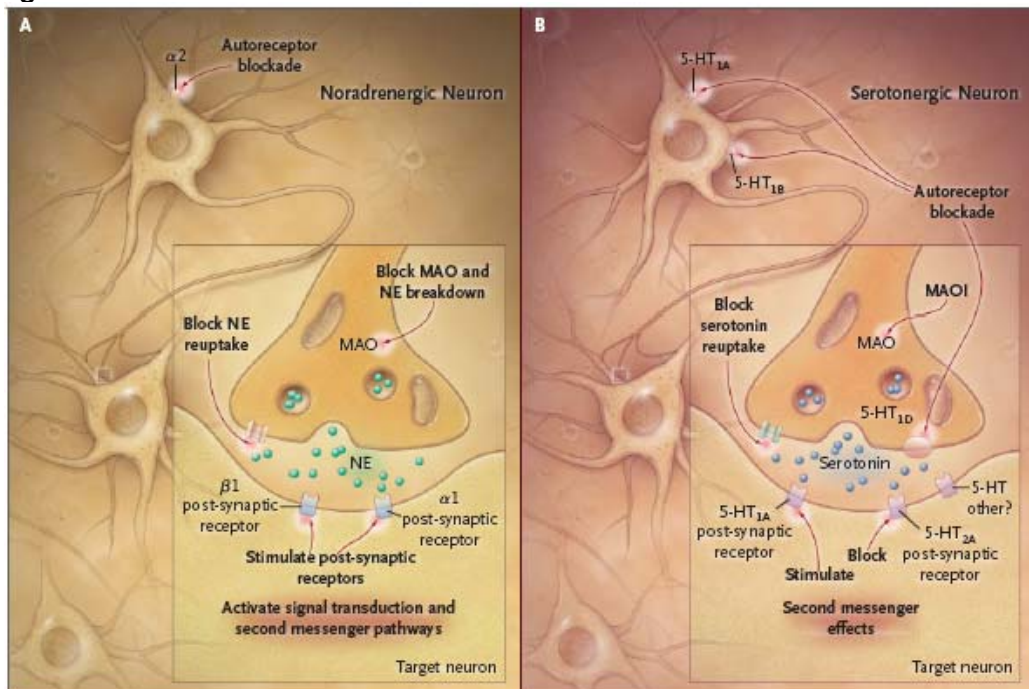 A
α2
Autoreceptor
blockade
Noradrenergic Neuron
Block MAO and
NE breakdown
Block NE
reuptake
MAO
NE
β1
post-synaptic
receptor
α1
post-synaptic
receptor
Stimulate post-synaptic
receptors
Activate signal transduction and
second messenger pathways
Target neuron
B
5-HT1A
Serotonergic Neuron
5-HT1B
Autoreceptor
blockade
MAOI
Block
serotonin
reuptake
MAO
5-HT1D
Serotonin
5-HT
other?
5-HT1A
post-synaptic
receptor
5-HT2A
post-synaptic
receptor
Block
Stimulate
Second messenger
effects
Target neuron